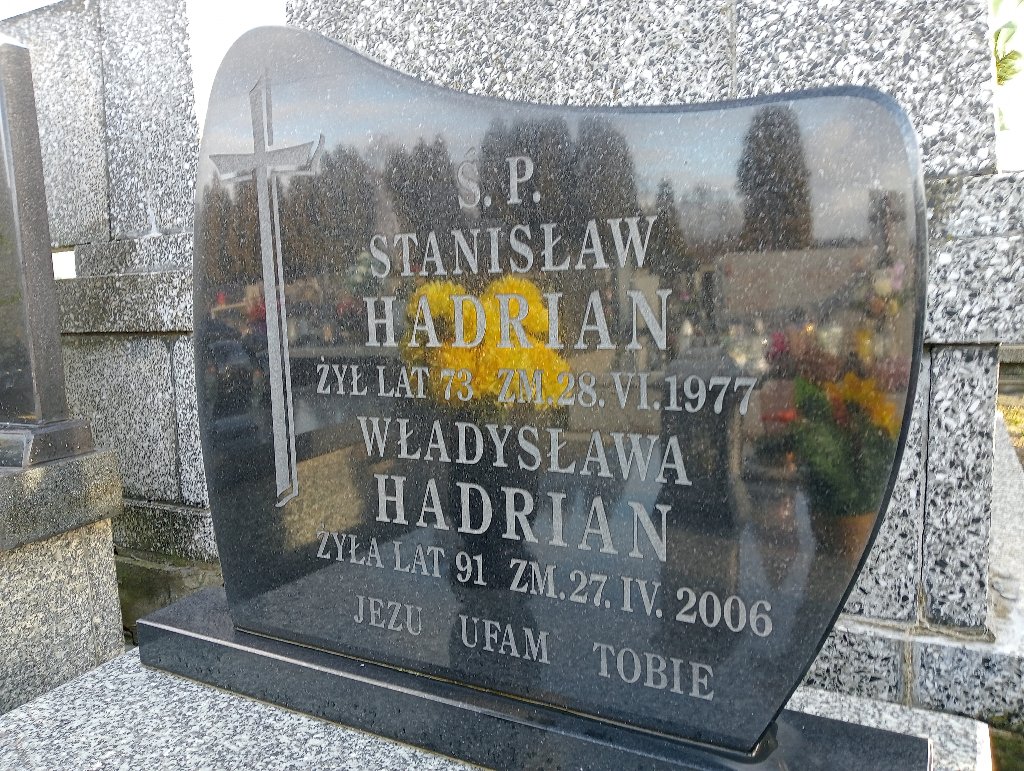 Ś. P.
STANISŁAW
HADRIAN
ŻYŁ LAT 73 ZM.28.VI.1977
WŁADYSŁAWA
HADRIAN
ŻYŁA LAT 91 ZM.27.IV.2006
JEZU UFAM TOBIE